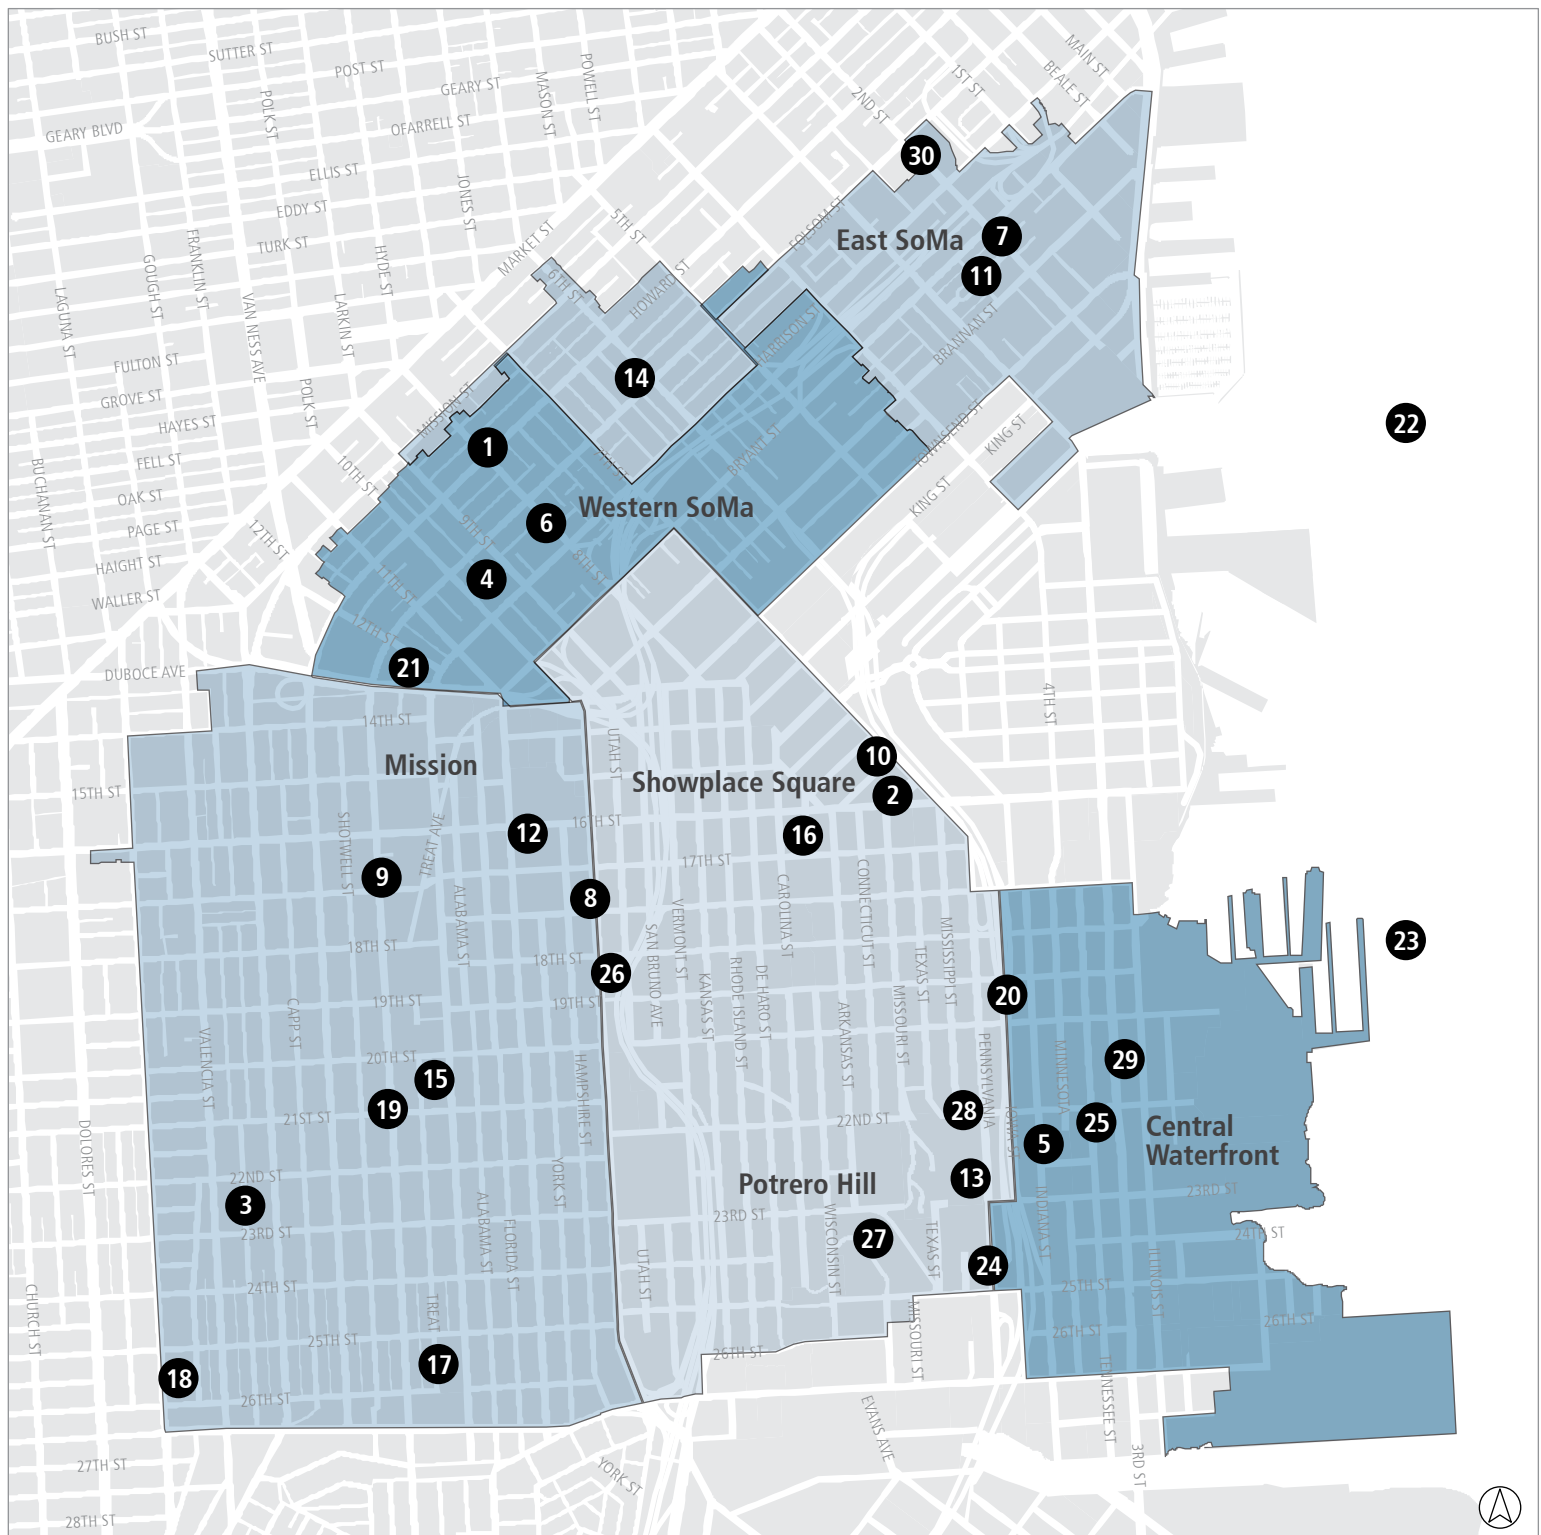 BUSH ST
SUTTER ST
POST ST
GEARY ST
MASON ST
POWELL ST
POLK ST
GEARY BLVD
OFARRELL ST
ELLIS ST
EDDY ST
TURK ST
JONES ST
HYDE ST
LARKIN ST
FRANKLIN ST
GOUGH ST
VAN NESS AVE
LAGUNA ST
MARKET ST
5TH ST
6TH ST
HOWARD ST
FOLSOM ST
2ND ST
1ST ST
BEALE ST
MAIN ST
30
East SoMa
7
11
BRANNAN ST
HARRISON ST
14
FULTON ST
GROVE ST
HAYES ST
FELL ST
OAK ST
PAGE ST
HAIGHT ST
WALLER ST
BUCHANAN ST
POLK ST
MISSION ST
10TH ST
12TH ST
1
22
BRYANT ST
TOWNSEND ST
KING ST
KING ST
Western SoMa
6
9TH ST
8TH ST
4
11TH ST
12TH ST
21
DUBOCE AVE
14TH ST
4TH ST
UTAH ST
Mission
10
Showplace Square
2
15TH ST
SHOTWELL ST
TREAT AVE
12
16TH ST
16
9
17TH ST
ALABAMA ST
8
CAROLINA ST
CONNECTICUT ST
VERMONT ST
SAN BRUNO AVE
MISSISSIPPI ST
TEXAS ST
23
18TH ST
18TH ST
26
KANSAS ST
RHODE ISLAND ST
DE HARO ST
ARKANSAS ST
MISSOURI ST
20
19TH ST
19TH ST
CAPP ST
VALENCIA ST
20TH ST
HAMPSHIRE ST
PENNSYLVANIA
MINNESOTA
29
15
19
21ST ST
22ND ST
28
IOWA ST
25
5
Central
Waterfront
DOLORES ST
22ND ST
YORK ST
Potrero Hill
13
3
23RD ST
23RD ST
23RD ST
ALABAMA ST
FLORIDA ST
WISCONSIN ST
27
TEXAS ST
INDIANA ST
24TH ST
24
24TH ST
UTAH ST
25TH ST
ILLINOIS ST
CHURCH ST
TREAT
MISSOURI ST
26TH ST
26TH ST
25TH ST
26TH ST
17
18
26TH ST
TENNESSEE ST
EVANS AVE
3RD ST
27TH ST
YORK ST
28TH ST